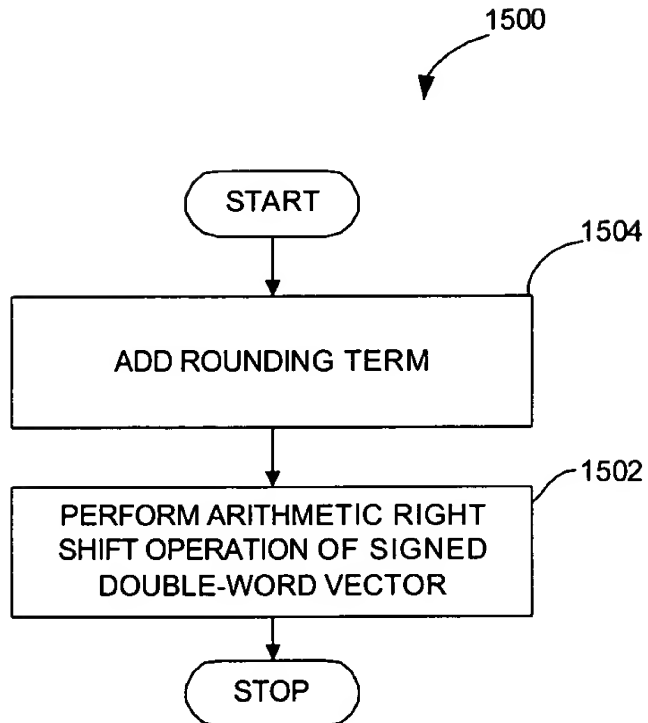 1500
START
1504
ADD ROUNDING TERM
1502
PERFORM ARITHMETIC RIGHT
SHIFT OPERATION OF SIGNED
DOUBLE-WORD VECTOR
STOP